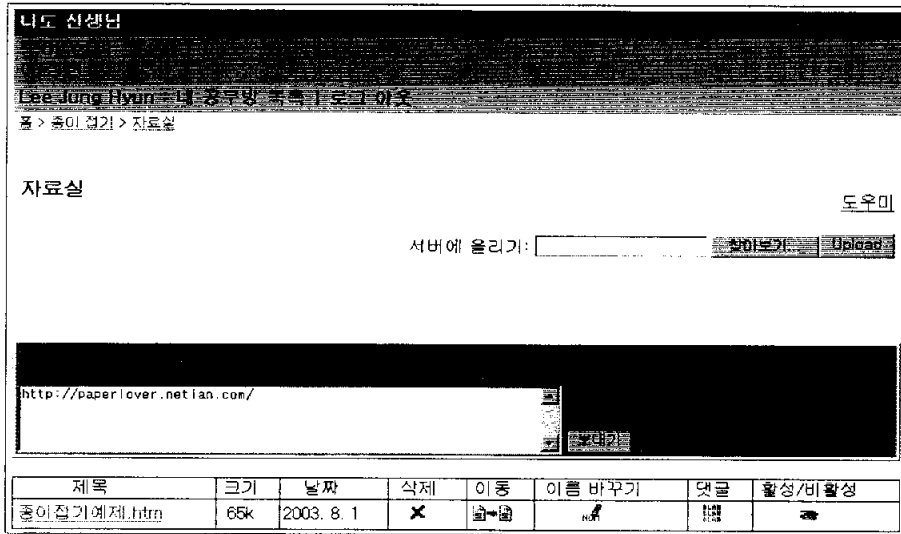 나도 선생님
Lee Jung Hyun : 내 공부방 목록 | 로그 아웃
홈 > 종이 접기 > 자료실
자료실
도우미
서버에 올리기: 찾아보기... Upload
http://paperlover.netian.com/
보내기
제목 크기 날짜 삭제 이동 이름 바꾸기 댓글 활성/비활성
종이접기예제.htm 65k 2003. 8. 1